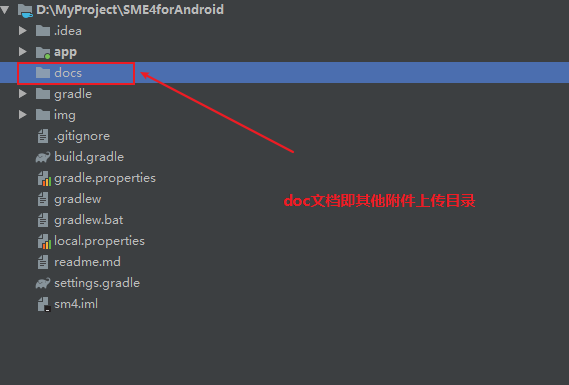 D:\MyProject\SME4forAndroid
.idea
app
docs
gradle
img
.gitignore
build.gradle
gradle.properties
gradlew
gradlew.bat
local.properties
readme.md
settings.gradle
sm4.iml
doc文档即其他附件上传目录